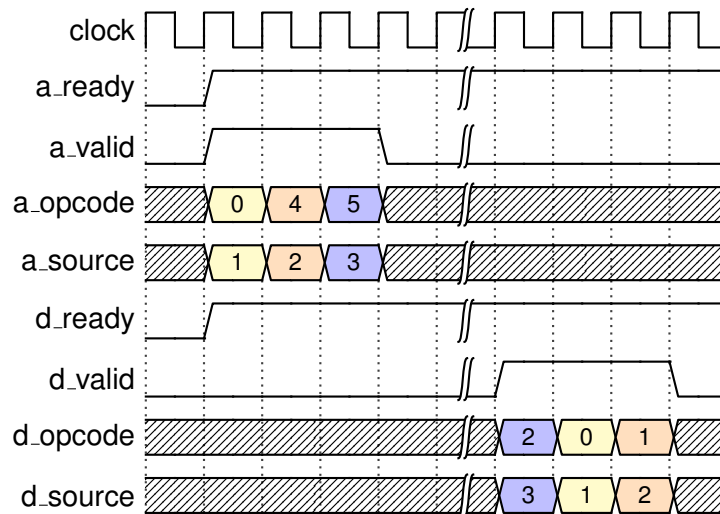 clock
a_ready
a_valid
a_opcode 0 4 5
a_source 1 2 3
d_ready
d_valid
d_opcode 2 0 1
d_source 3 1 2